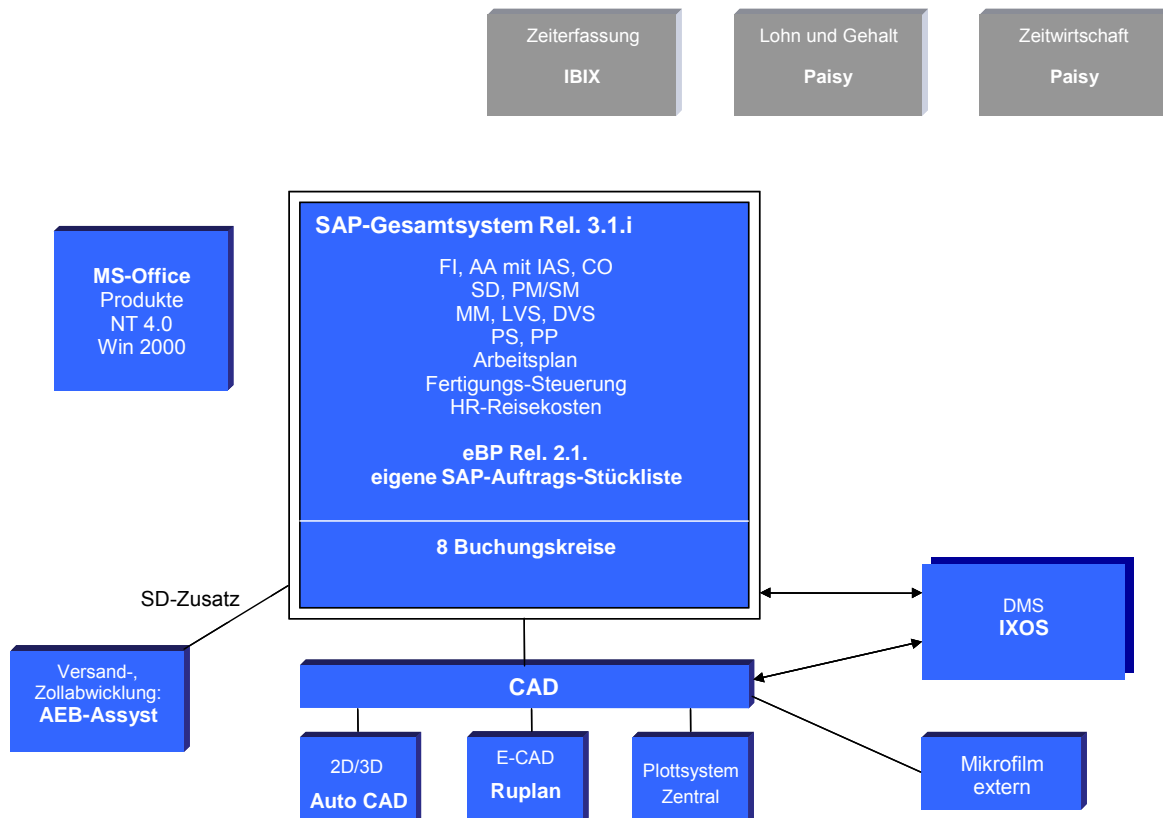 Zeiterfassung
IBIX
Lohn und Gehalt
Paisy
Zeitwirtschaft
Paisy
MS-Office
Produkte
NT 4.0
Win 2000
SAP-Gesamtsystem Rel. 3.1.i
FI, AA mit IAS, CO
SD, PM/SM
MM, LVS, DVS
PS, PP
Arbeitsplan
Fertigungs-Steuerung
HR-Reisekosten
eBP Rel. 2.1.
eigene SAP-Auftrags-Stückliste
8 Buchungskreise
SD-Zusatz
Versand-,
Zollabwicklung:
AEB-Assyst
DMS
IXOS
CAD
2D/3D
Auto CAD
E-CAD
Ruplan
Plottsystem
Zentral
Mikrofilm
extern